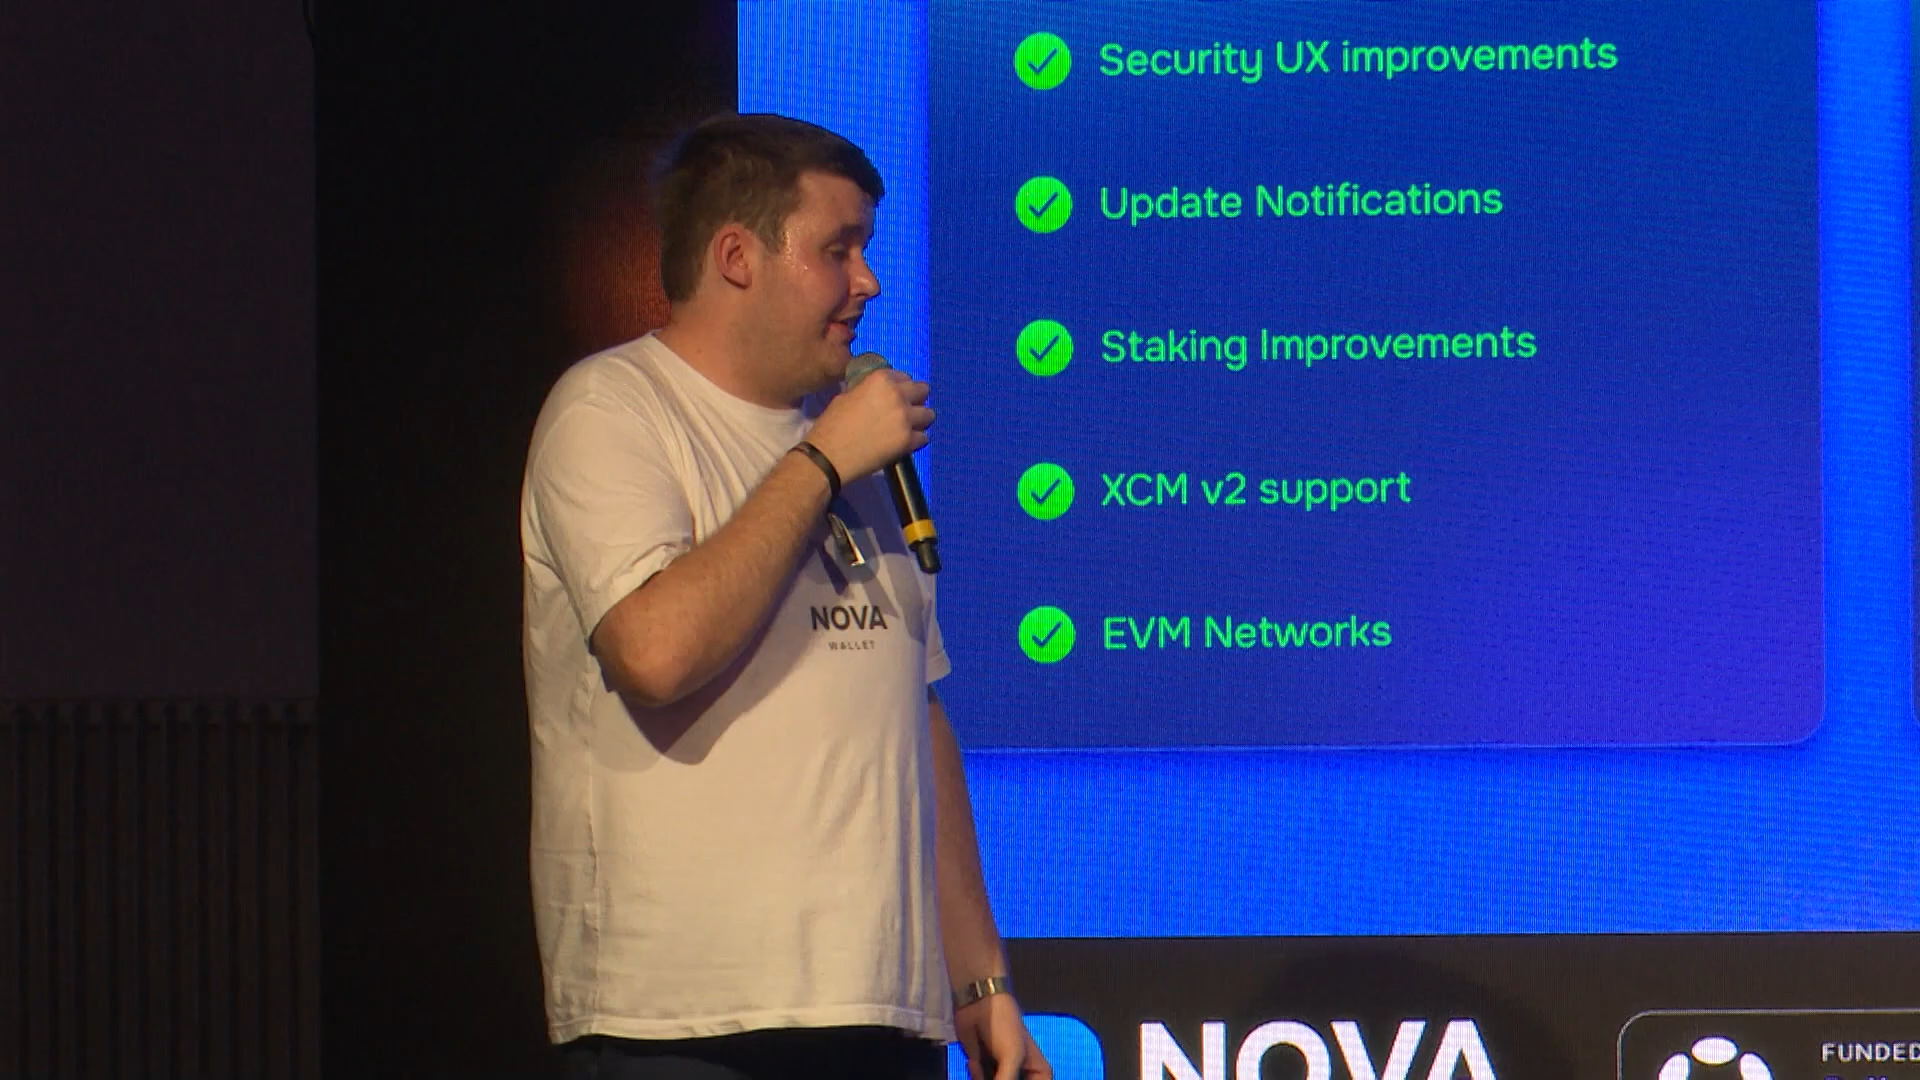 Security UX improvements
Update Notifications
Staking Improvements
XCM v2 support
EVM Networks
NOVA
WALLET
NOVA
FUNDED